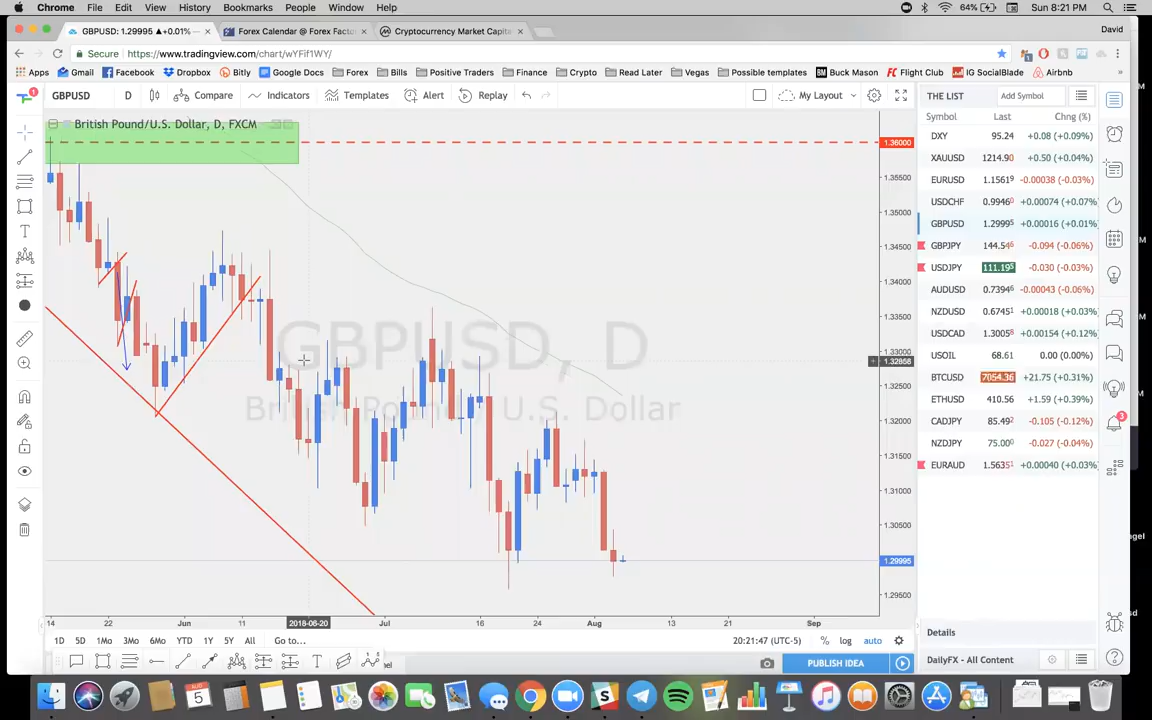 Chrome File Edit View History Bookmarks People Window Help 64% Sun 8:21 PM
GBPUSD: 1.29995 ▲+0.01% × Forex Calendar @ Forex Factor × Cryptocurrency Market Capita × David
Secure https://www.tradingview.com/chart/wYFif1WY/
Apps Gmail Facebook Dropbox Bitly Google Docs Forex Bills Positive Traders Finance Crypto Read Later Vegas Possible templates Buck Mason Flight Club IG SocialBlade Airbnb »
GBPUSD D Compare Indicators Templates Alert Replay My Layout THE LIST Add Symbol
British Pound/U.S. Dollar, D, FXCM
Symbol Last Chng (%)
DXY 95.24 +0.08 (+0.09%)
XAUUSD 1214.90 +0.50 (+0.04%)
EURUSD 1.15619 -0.00038 (-0.03%)
USDCHF 0.99460 +0.00074 (+0.07%)
GBPUSD 1.29995 +0.00016 (+0.01%)
GBPJPY 144.546 -0.094 (-0.06%)
USDJPY 111.195 -0.030 (-0.03%)
AUDUSD 0.73946 -0.00043 (-0.06%)
NZDUSD 0.67451 +0.00018 (+0.03%)
USDCAD 1.30058 +0.00154 (+0.12%)
USOIL 68.61 0.00 (0.00%)
BTCUSD 7054.36 +21.75 (+0.31%)
ETHUSD 410.56 +1.59 (+0.39%)
CADJPY 85.492 -0.105 (-0.12%)
NZDJPY 75.000 -0.027 (-0.04%)
EURAUD 1.56351 +0.00040 (+0.03%)
GBPUSD, D
British Pound / U.S. Dollar
1.36000
1.35500
1.35000
1.34500
1.34000
1.33500
1.33000
1.32858
1.32500
1.32000
1.31500
1.31000
1.30500
1.29995
1.29500
14 22 Jun 11 2018-06-20 Jul 16 24 Aug 13 21 Sep
1D 5D 1Mo 3Mo 6Mo YTD 1Y 5Y All Go to... 20:21:47 (UTC-5) % log auto
Details
PUBLISH IDEA
DailyFX - All Content
AUG
5